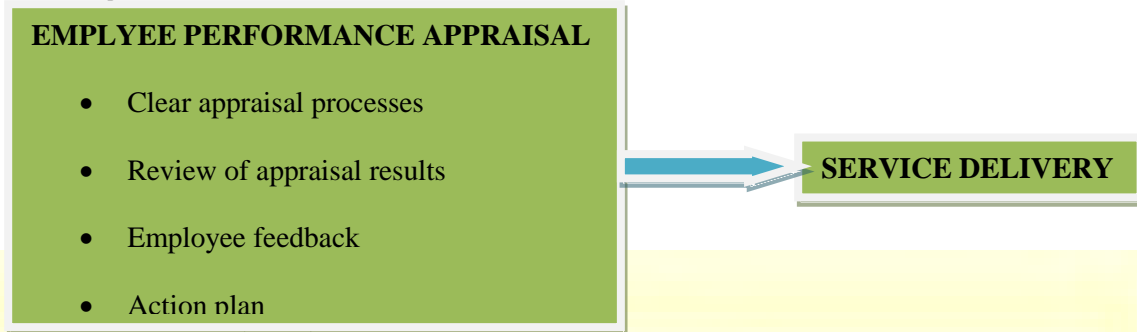 EMPLYEE PERFORMANCE APPRAISAL
• Clear appraisal processes
• Review of appraisal results
• Employee feedback
• Action plan
SERVICE DELIVERY